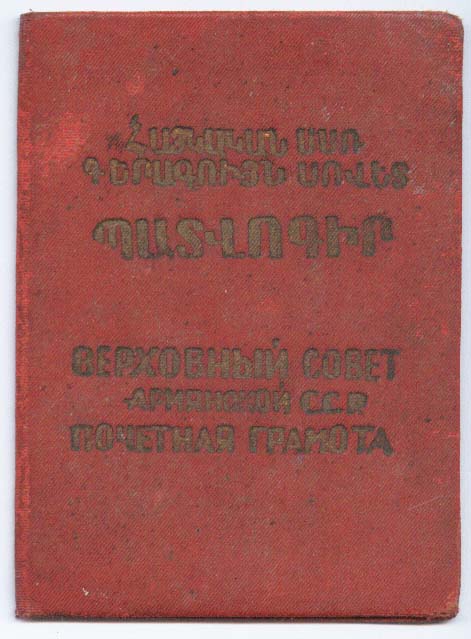 ՀԱՅԿԱԿԱՆ ՍՍՌ
ԳԵՐԱԳՈՒՅՆ ՍՈՎԵՏ
ՊԱՏՎՈԳԻՐ
ВЕРХОВНЫЙ СОВЕТ
АРМЯНСКОЙ С.С.Р.
ПОЧЕТНАЯ ГРАМОТА